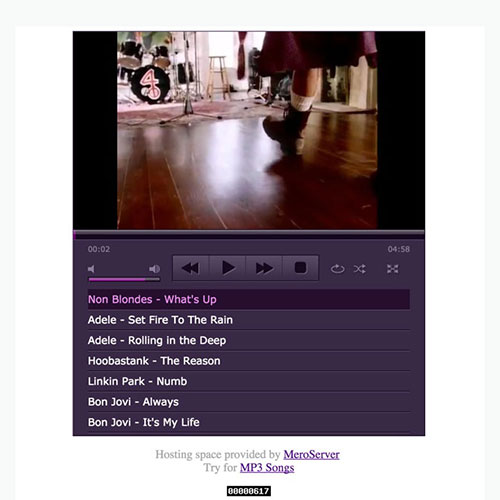 4
00:02
04:58
Non Blondes - What's Up
Adele - Set Fire To The Rain
Adele - Rolling in the Deep
Hoobastank - The Reason
Linkin Park - Numb
Bon Jovi - Always
Bon Jovi - It's My Life
Hosting space provided by MeroServer
Try for MP3 Songs
00000617